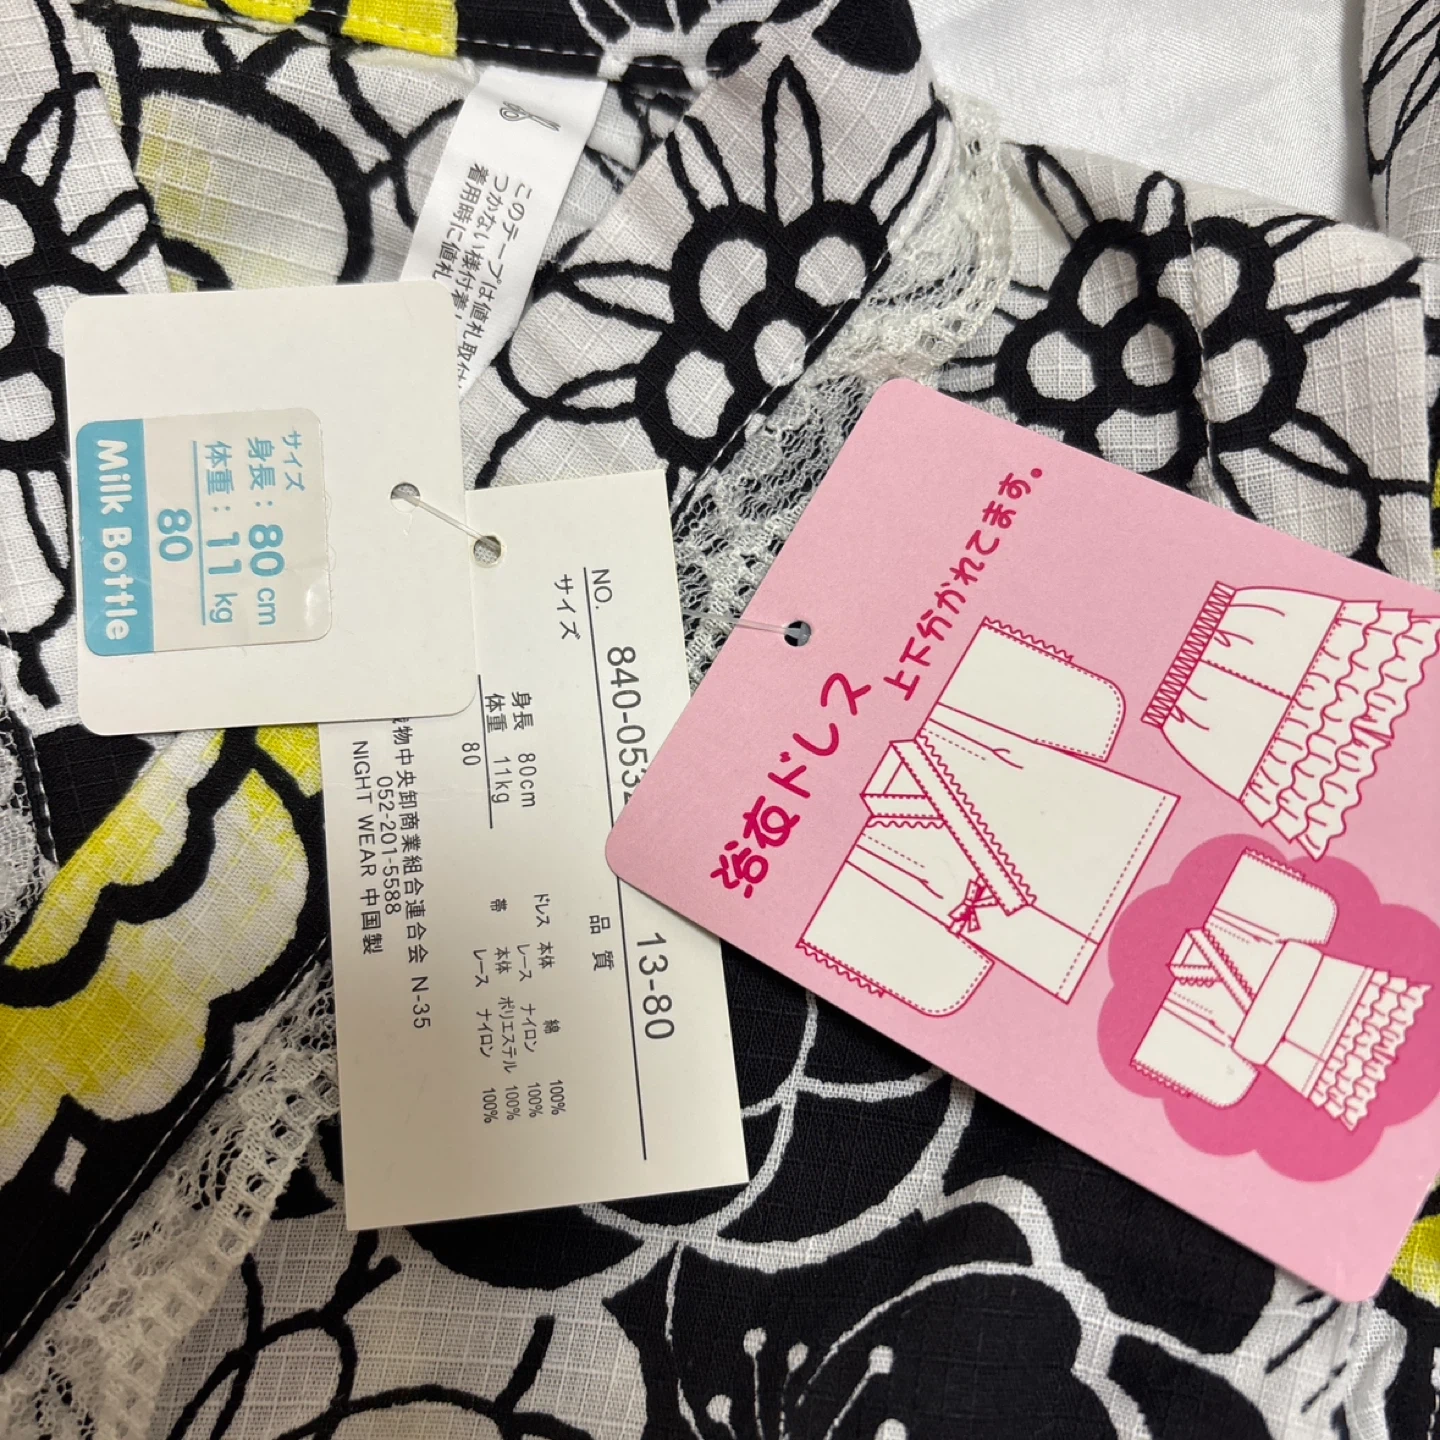 このテープは値札取付
つかない様付着
着用時に値札
サイズ
身長：80cm
体重：11kg
80
Milk Bottle
NO. 840-053
13-80
サイズ
身長 80cm
体重 11kg
80
品質
ドレス 本体 綿 100%
レース ナイロン 100%
帯 本体 ポリエステル 100%
レース ナイロン 100%
物中央卸商業組合連合会 N-35
052-201-5588
NIGHT WEAR 中国製
上下分かれてます。
浴衣ドレス